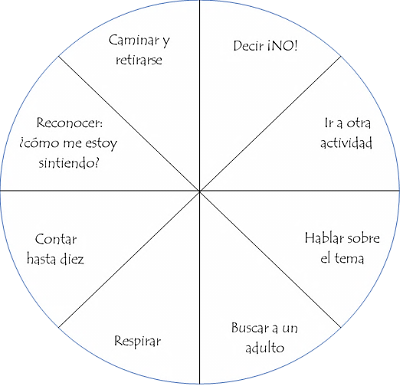 Caminar y
retirarse
Decir ¡NO!
Ir a otra
actividad
Hablar sobre
el tema
Buscar a un
adulto
Respirar
Contar
hasta diez
Reconocer:
¿cómo me estoy
sintiendo?